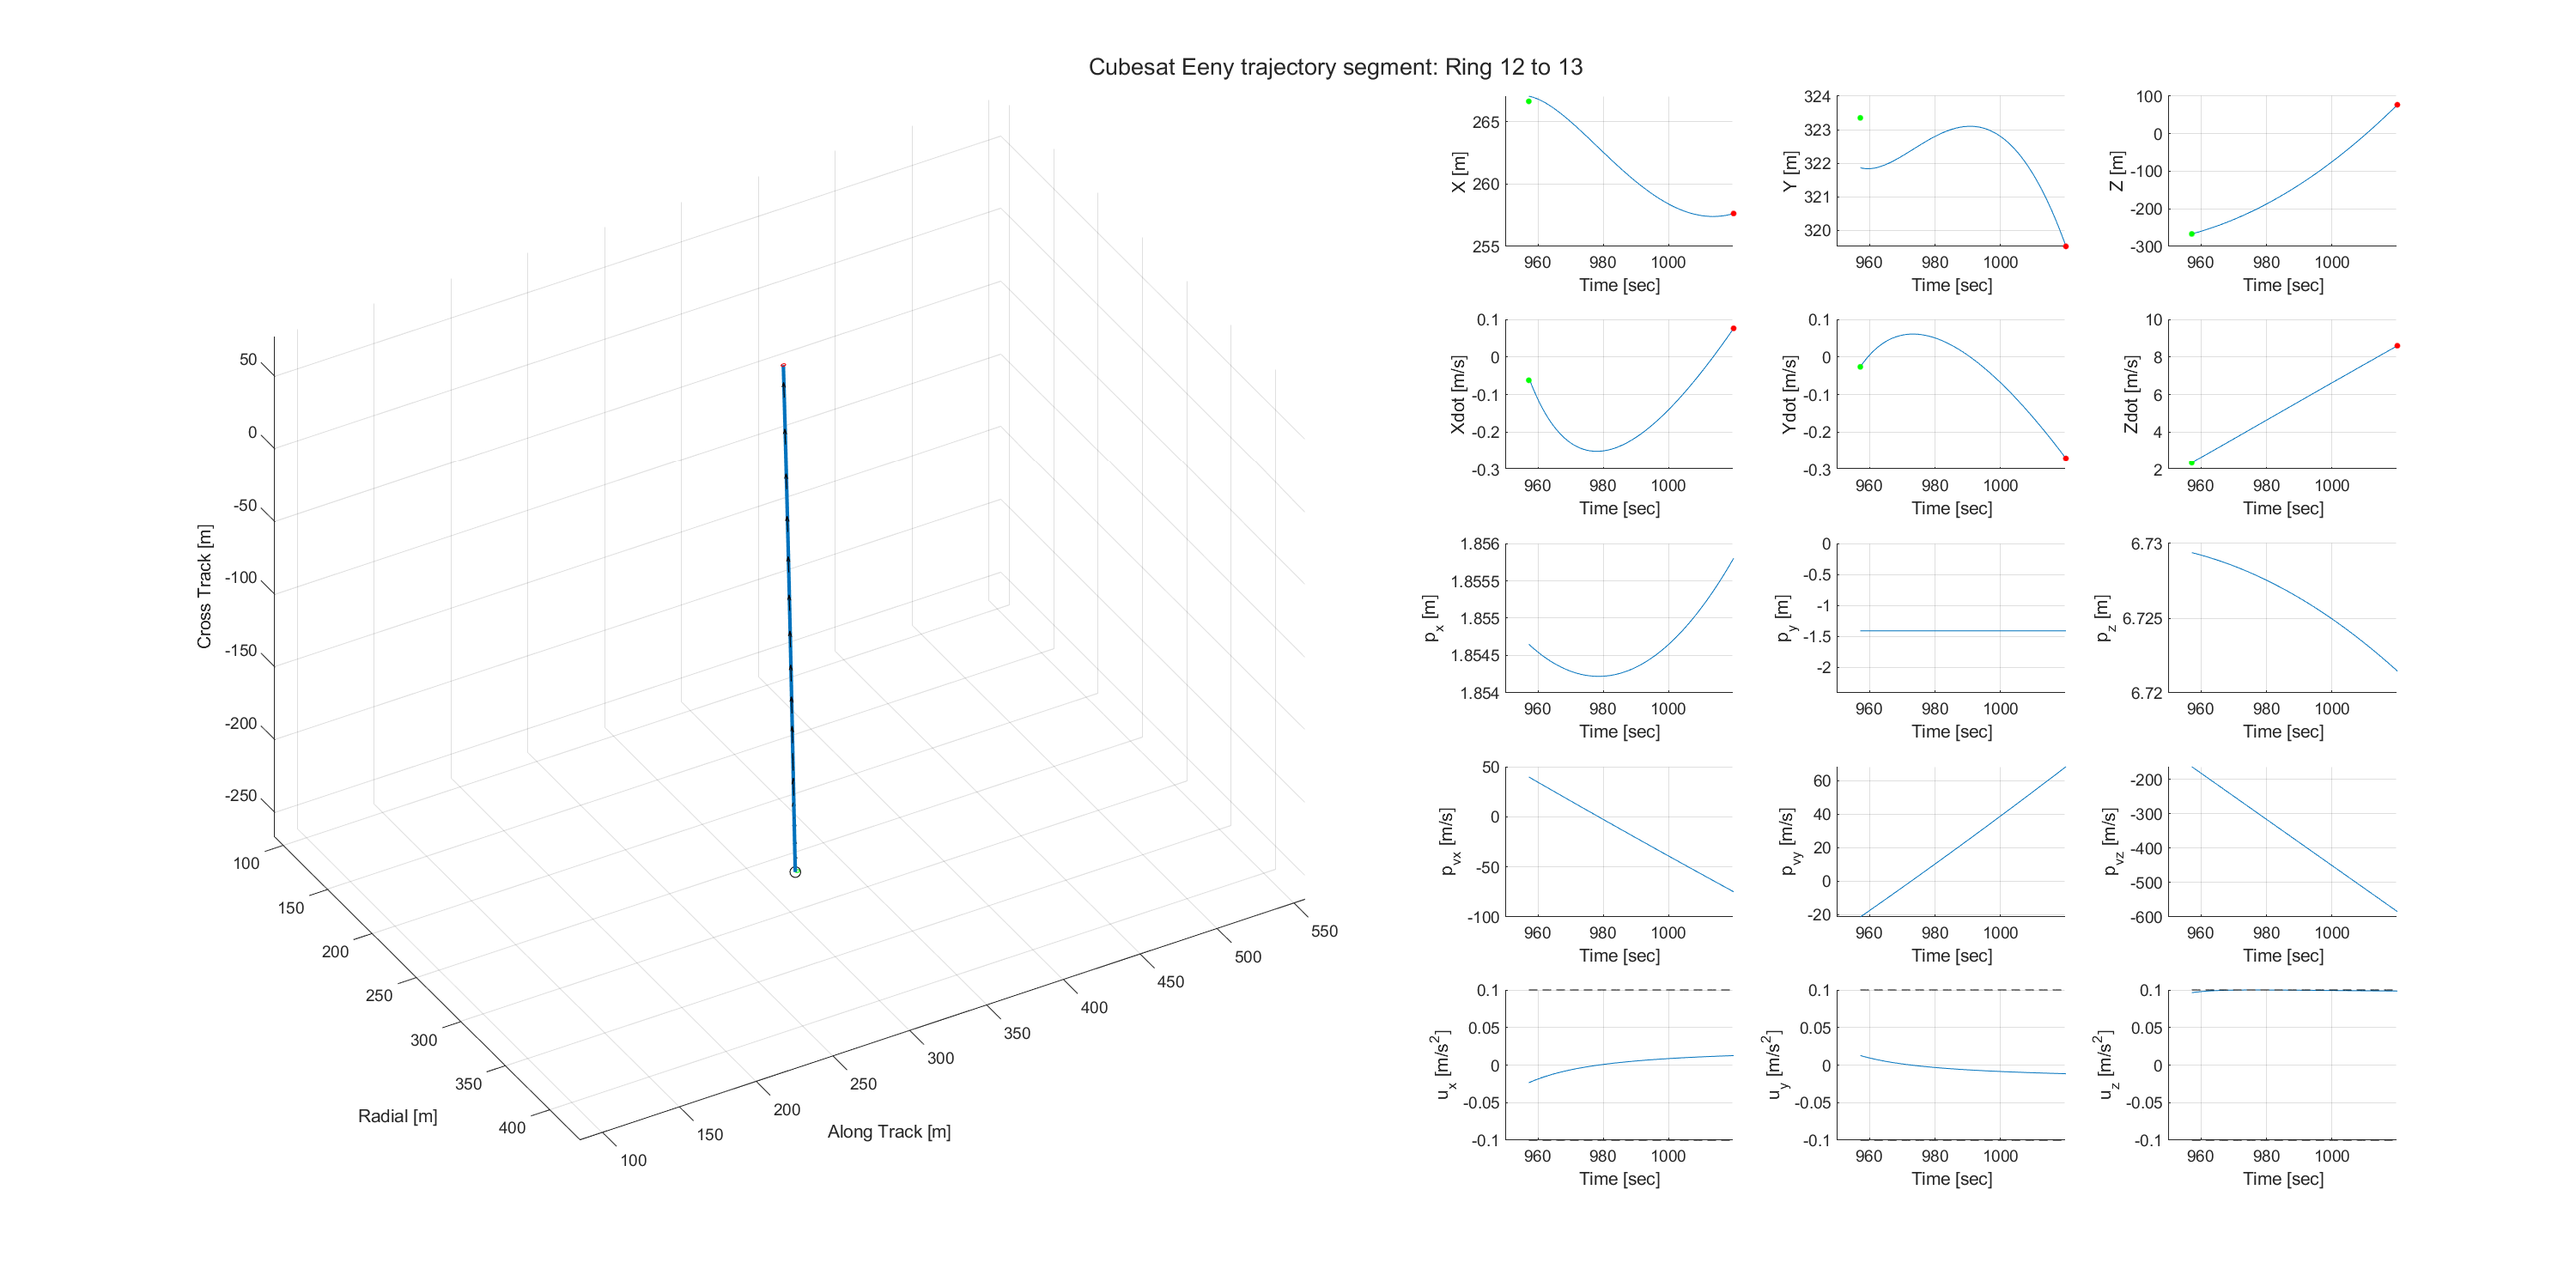 Cubesat Eeny trajectory segment: Ring 12 to 13
50
0
-50
-100
-150
-200
-250
Cross Track [m]
100
150
200
250
300
350
400
Radial [m]
100
150
200
250
300
350
400
450
500
550
Along Track [m]
265
260
255
X [m]
960 980 1000
Time [sec]
324
323
322
321
320
Y [m]
960 980 1000
Time [sec]
100
0
-100
-200
-300
Z [m]
960 980 1000
Time [sec]
0.1
0
-0.1
-0.2
-0.3
Xdot [m/s]
960 980 1000
Time [sec]
0.1
0
-0.1
-0.2
-0.3
Ydot [m/s]
960 980 1000
Time [sec]
10
8
6
4
2
Zdot [m/s]
960 980 1000
Time [sec]
1.856
1.8555
1.855
1.8545
1.854
p_x [m]
960 980 1000
Time [sec]
0
-0.5
-1
-1.5
-2
p_y [m]
960 980 1000
Time [sec]
6.73
6.725
6.72
p_z [m]
960 980 1000
Time [sec]
50
0
-50
-100
p_vx [m/s]
960 980 1000
Time [sec]
60
40
20
0
-20
p_vy [m/s]
960 980 1000
Time [sec]
-200
-300
-400
-500
-600
p_vz [m/s]
960 980 1000
Time [sec]
0.1
0.05
0
-0.05
-0.1
u_x [m/s²]
960 980 1000
Time [sec]
0.1
0.05
0
-0.05
-0.1
u_y [m/s²]
960 980 1000
Time [sec]
0.1
0.05
0
-0.05
-0.1
u_z [m/s²]
960 980 1000
Time [sec]